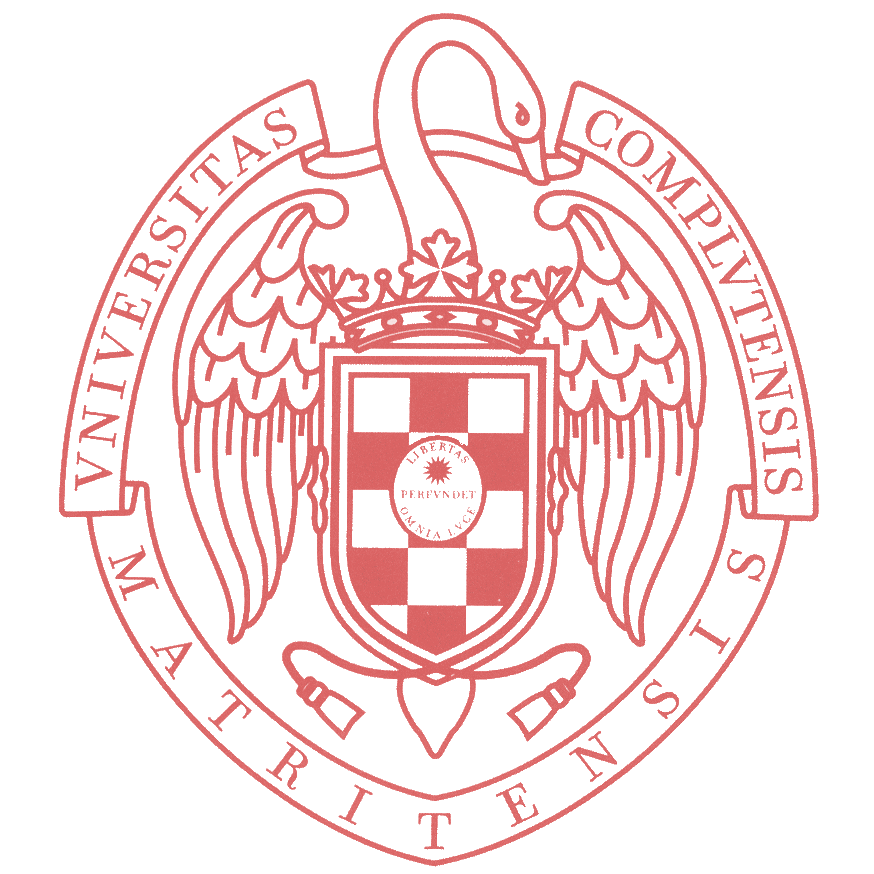 VNIVERSITAS
COMPLVTENSIS
MATRITENSIS
LIBERTAS
PERFVNDET
OMNIA LVCE